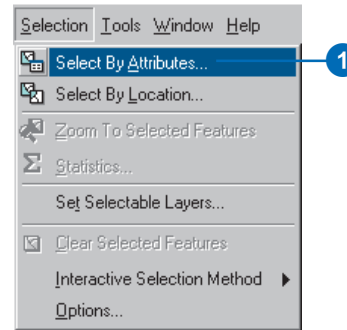 Selection Tools Window Help
Select By Attributes... 1
Select By Location...
Zoom To Selected Features
Statistics...
Set Selectable Layers...
Clear Selected Features
Interactive Selection Method
Options...